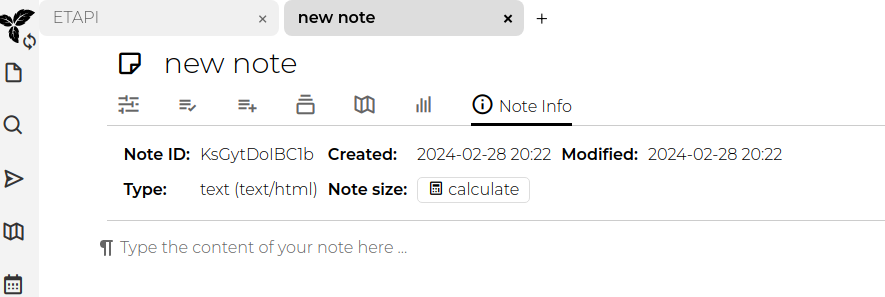 ETAPI × new note × +
new note
Note Info
Note ID: KsGytDoIBC1b Created: 2024-02-28 20:22 Modified: 2024-02-28 20:22
Type: text (text/html) Note size: calculate
¶ Type the content of your note here ...